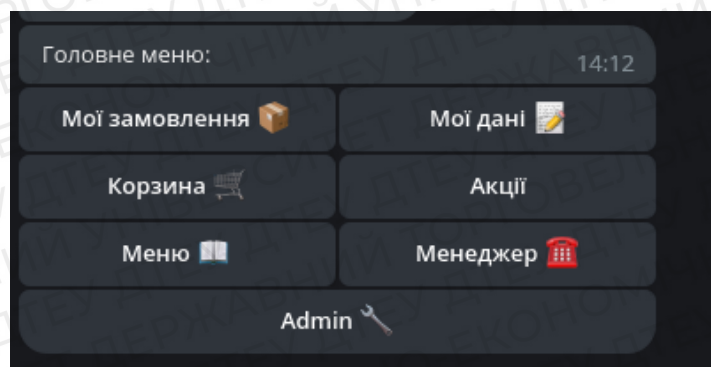 Головне меню:
14:12
Мої замовлення 📦 Мої дані 📝
Корзина 🛒 Акції
Меню 📖 Менеджер ☎️
Admin 🔧